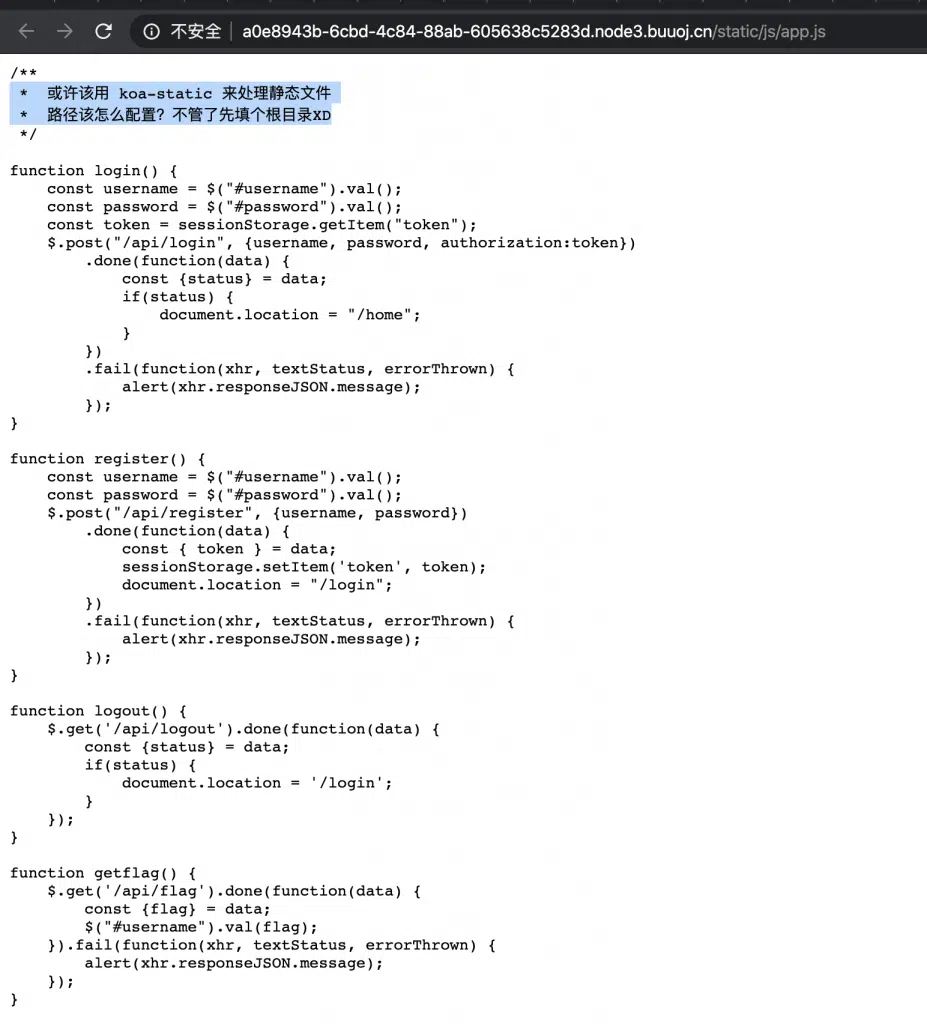 不安全 a0e8943b-6cbd-4c84-88ab-605638c5283d.node3.buuoj.cn/static/js/app.js
/**
 *  或许该用 koa-static 来处理静态文件
 *  路径该怎么配置？不管了先填个根目录XD
 */
function login() {
    const username = $("#username").val();
    const password = $("#password").val();
    const token = sessionStorage.getItem("token");
    $.post("/api/login", {username, password, authorization:token})
        .done(function(data) {
            const {status} = data;
            if(status) {
                document.location = "/home";
            }
        })
        .fail(function(xhr, textStatus, errorThrown) {
            alert(xhr.responseJSON.message);
        });
}
function register() {
    const username = $("#username").val();
    const password = $("#password").val();
    $.post("/api/register", {username, password})
        .done(function(data) {
            const { token } = data;
            sessionStorage.setItem('token', token);
            document.location = "/login";
        })
        .fail(function(xhr, textStatus, errorThrown) {
            alert(xhr.responseJSON.message);
        });
}
function logout() {
    $.get('/api/logout').done(function(data) {
        const {status} = data;
        if(status) {
            document.location = '/login';
        }
    });
}
function getflag() {
    $.get('/api/flag').done(function(data) {
        const {flag} = data;
        $("#username").val(flag);
    }).fail(function(xhr, textStatus, errorThrown) {
        alert(xhr.responseJSON.message);
    });
}